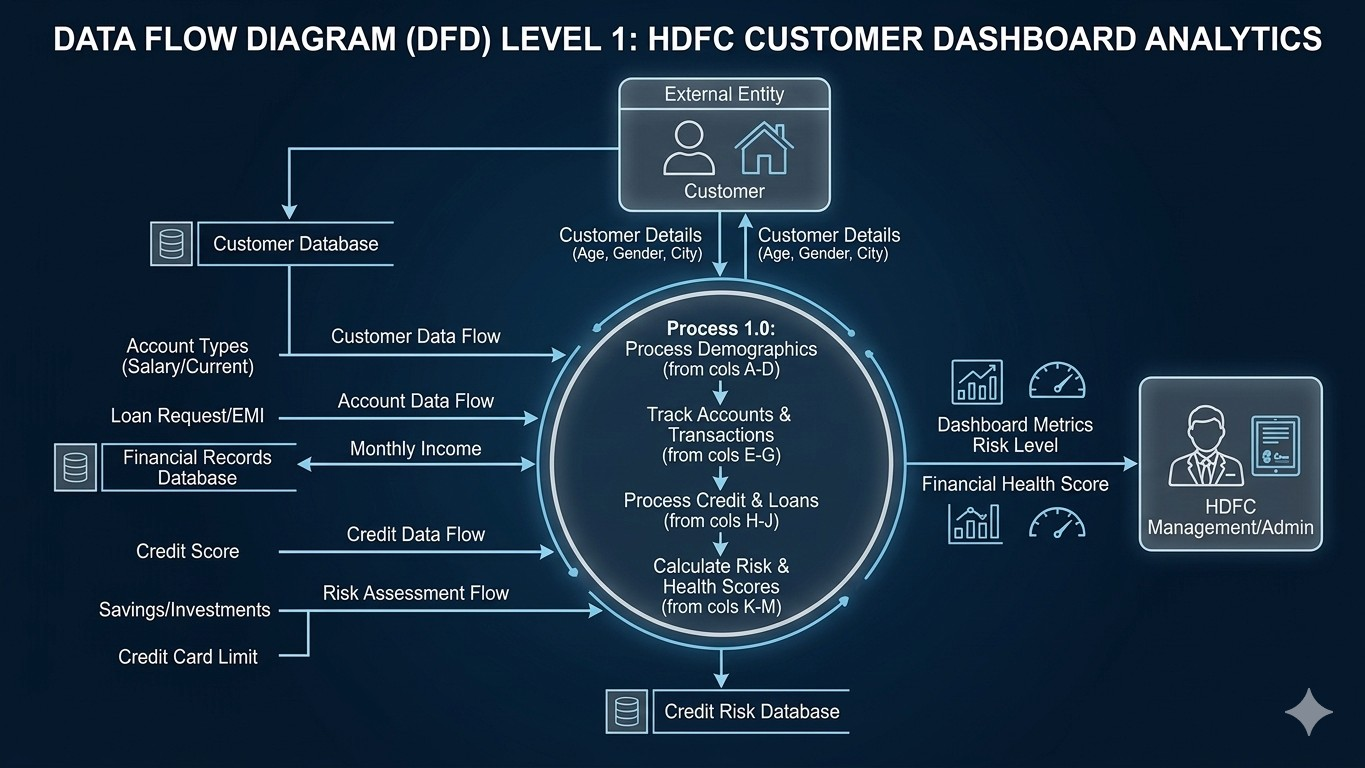 DATA FLOW DIAGRAM (DFD) LEVEL 1: HDFC CUSTOMER DASHBOARD ANALYTICS
External Entity
Customer
Customer Database
Customer Details
(Age, Gender, City)
Customer Details
(Age, Gender, City)
Account Types
(Salary/Current)
Customer Data Flow
Loan Request/EMI
Account Data Flow
Financial Records
Database
Monthly Income
Credit Score
Credit Data Flow
Savings/Investments
Risk Assessment Flow
Credit Card Limit
Process 1.0:
Process Demographics
(from cols A-D)
Track Accounts &
Transactions
(from cols E-G)
Process Credit & Loans
(from cols H-J)
Calculate Risk &
Health Scores
(from cols K-M)
Dashboard Metrics
Risk Level
Financial Health Score
HDFC
Management/Admin
Credit Risk Database